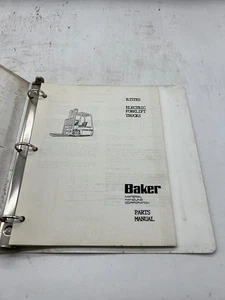 ELECTRIC
FORKLIFT
TRUCKS
Baker
MATERIAL
HANDLING
CORPORATION
PARTS
MANUAL